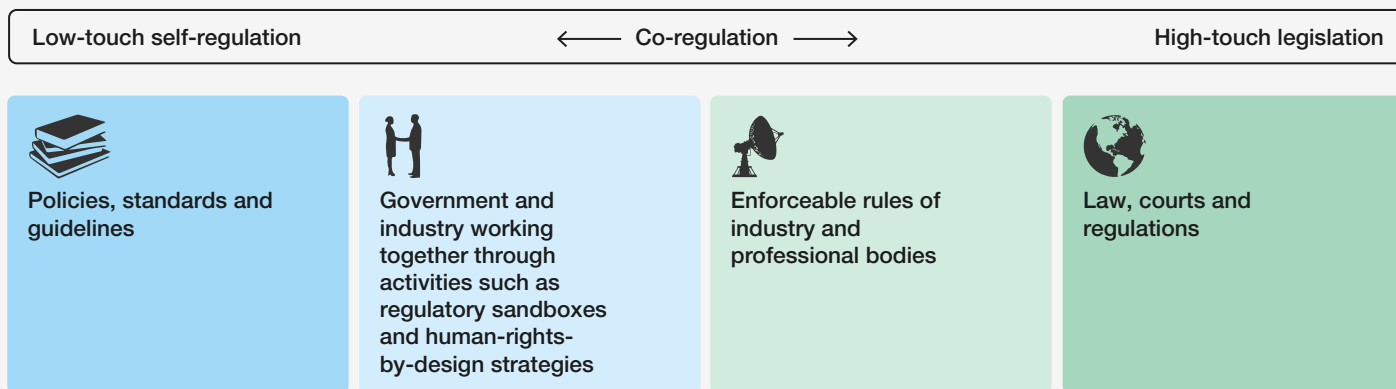 Low-touch self-regulation
Co-regulation
High-touch legislation
Policies, standards and
guidelines
Government and
industry working
together through
activities such as
regulatory sandboxes
and human-rights-
by-design strategies
Enforceable rules of
industry and
professional bodies
Law, courts and
regulations